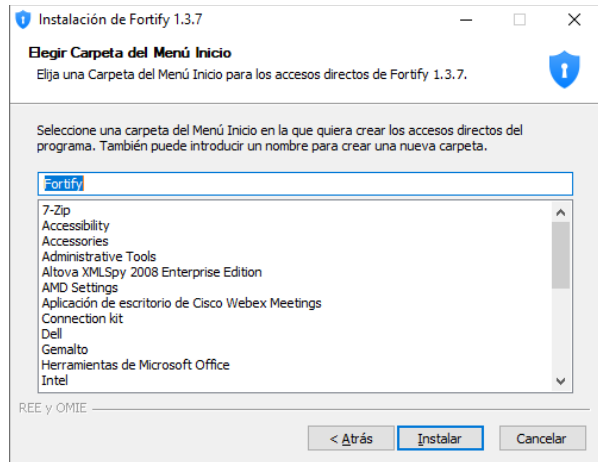 Instalación de Fortify 1.3.7
Elegir Carpeta del Menú Inicio
Elija una Carpeta del Menú Inicio para los accesos directos de Fortify 1.3.7.
Seleccione una carpeta del Menú Inicio en la que quiera crear los accesos directos del
programa. También puede introducir un nombre para crear una nueva carpeta.
Fortify
7-Zip
Accessibility
Accessories
Administrative Tools
Altova XMLSpy 2008 Enterprise Edition
AMD Settings
Aplicación de escritorio de Cisco Webex Meetings
Connection kit
Dell
Gemalto
Herramientas de Microsoft Office
Intel
REE y OMIE
< Atrás Instalar Cancelar